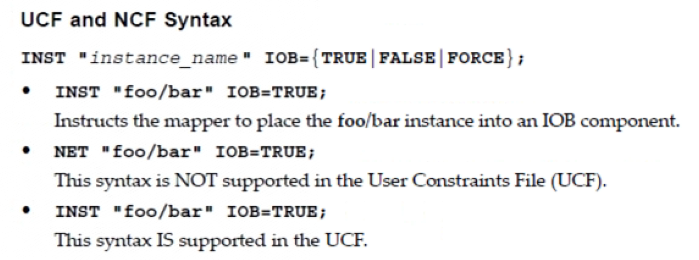 UCF and NCF Syntax
INST "instance_name" IOB={TRUE|FALSE|FORCE};
• INST "foo/bar" IOB=TRUE;
Instructs the mapper to place the foo/bar instance into an IOB component.
• NET "foo/bar" IOB=TRUE;
This syntax is NOT supported in the User Constraints File (UCF).
• INST "foo/bar" IOB=TRUE;
This syntax IS supported in the UCF.